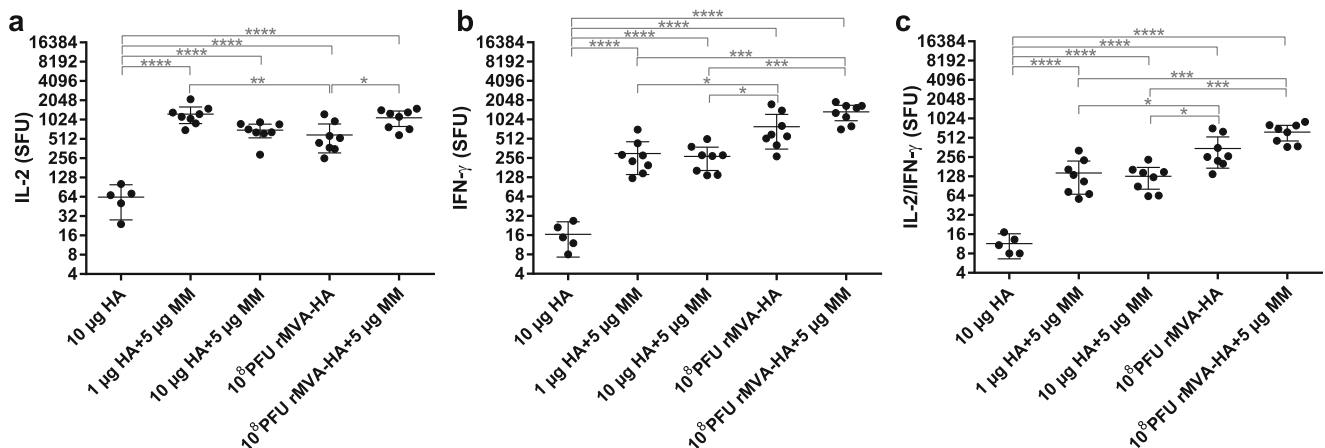 a
****
****
****
****
**
*
IL-2 (SFU)
16384
8192
4096
2048
1024
512
256
128
64
32
16
8
4
10 µg HA
1 µg HA+5 µg MM
10 µg HA+5 µg MM
10⁸PFU rMVA-HA
10⁸PFU rMVA-HA+5 µg MM
b
****
****
****
****
***
***
*
*
IFN-γ (SFU)
16384
8192
4096
2048
1024
512
256
128
64
32
16
8
4
10 µg HA
1 µg HA+5 µg MM
10 µg HA+5 µg MM
10⁸PFU rMVA-HA
10⁸PFU rMVA-HA+5 µg MM
c
****
****
****
****
***
***
*
*
IL-2/IFN-γ (SFU)
16384
8192
4096
2048
1024
512
256
128
64
32
16
8
4
10 µg HA
1 µg HA+5 µg MM
10 µg HA+5 µg MM
10⁸PFU rMVA-HA
10⁸PFU rMVA-HA+5 µg MM